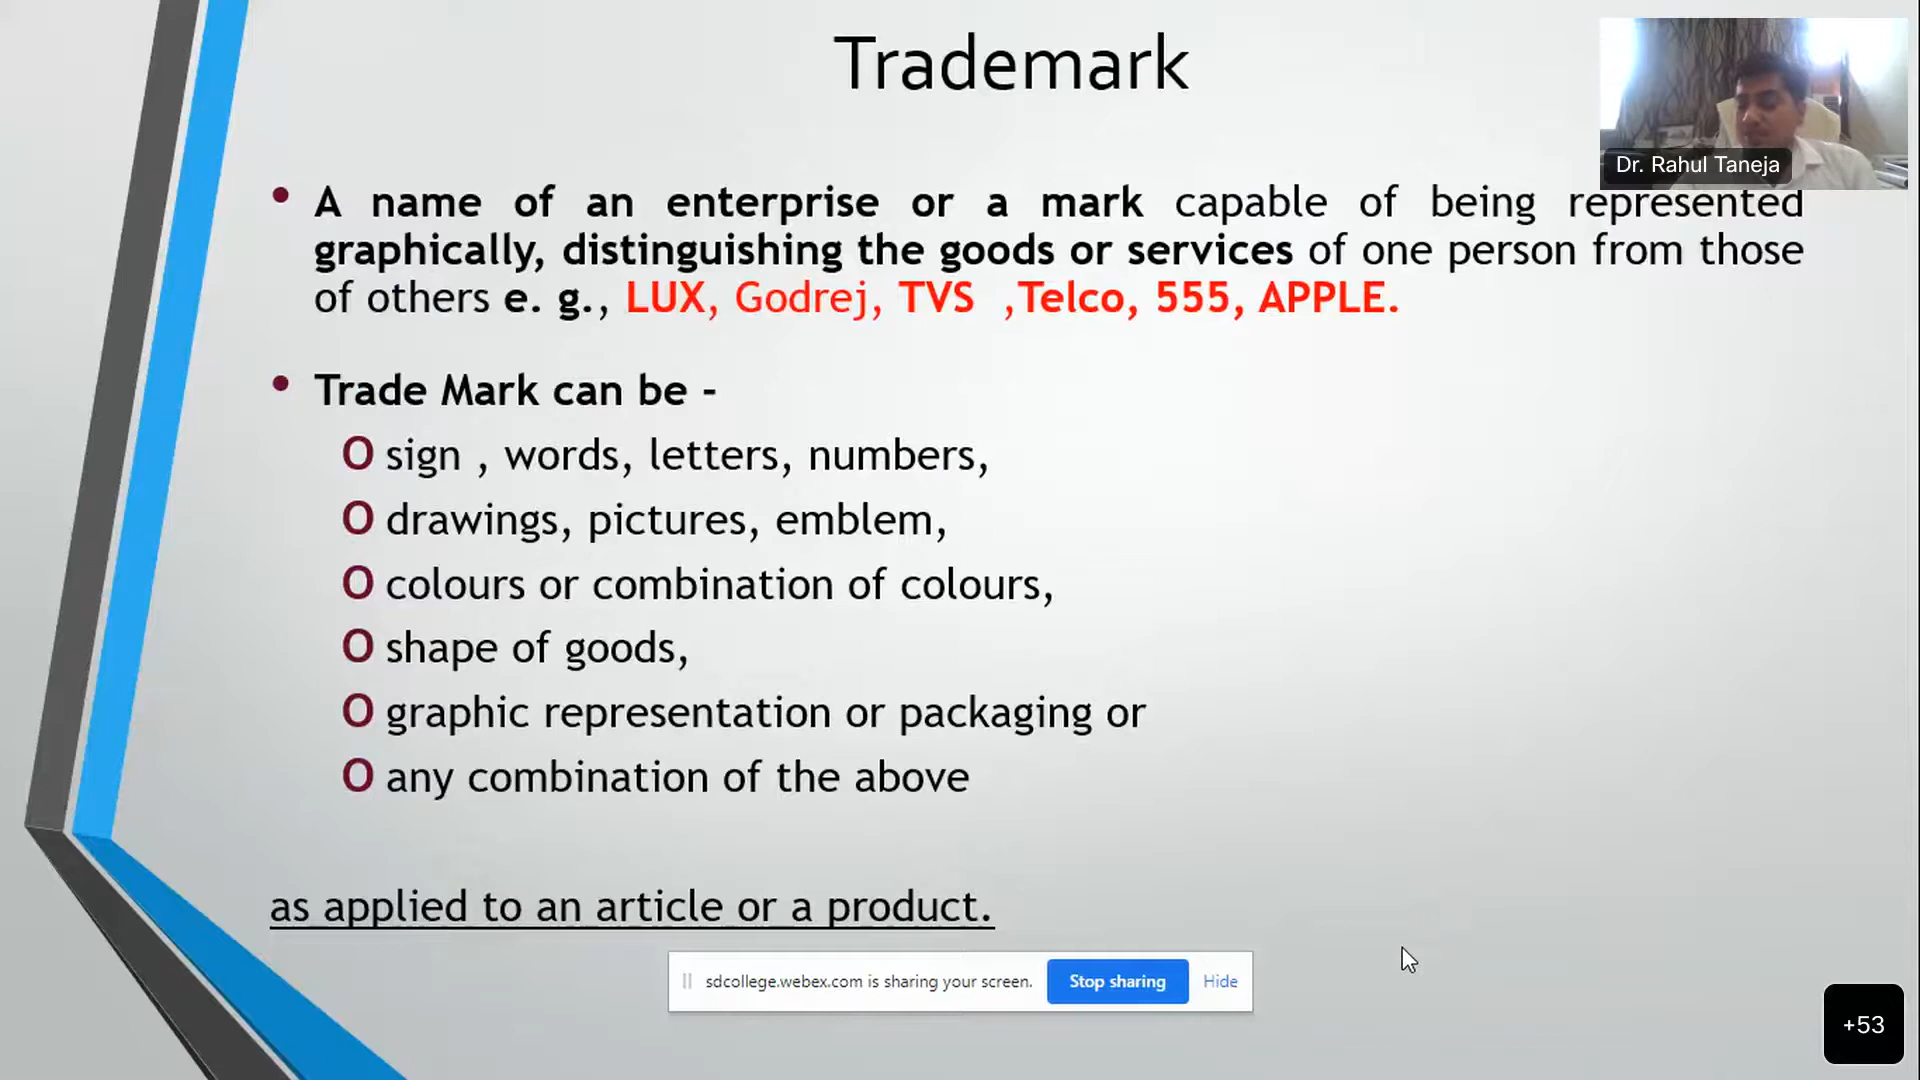 Trademark
Dr. Rahul Taneja
• A name of an enterprise or a mark capable of being represented
graphically, distinguishing the goods or services of one person from those
of others e. g., LUX, Godrej, TVS ,Telco, 555, APPLE.
• Trade Mark can be -
O sign , words, letters, numbers,
O drawings, pictures, emblem,
O colours or combination of colours,
O shape of goods,
O graphic representation or packaging or
O any combination of the above
as applied to an article or a product.
sdcollege.webex.com is sharing your screen. Stop sharing Hide
+53